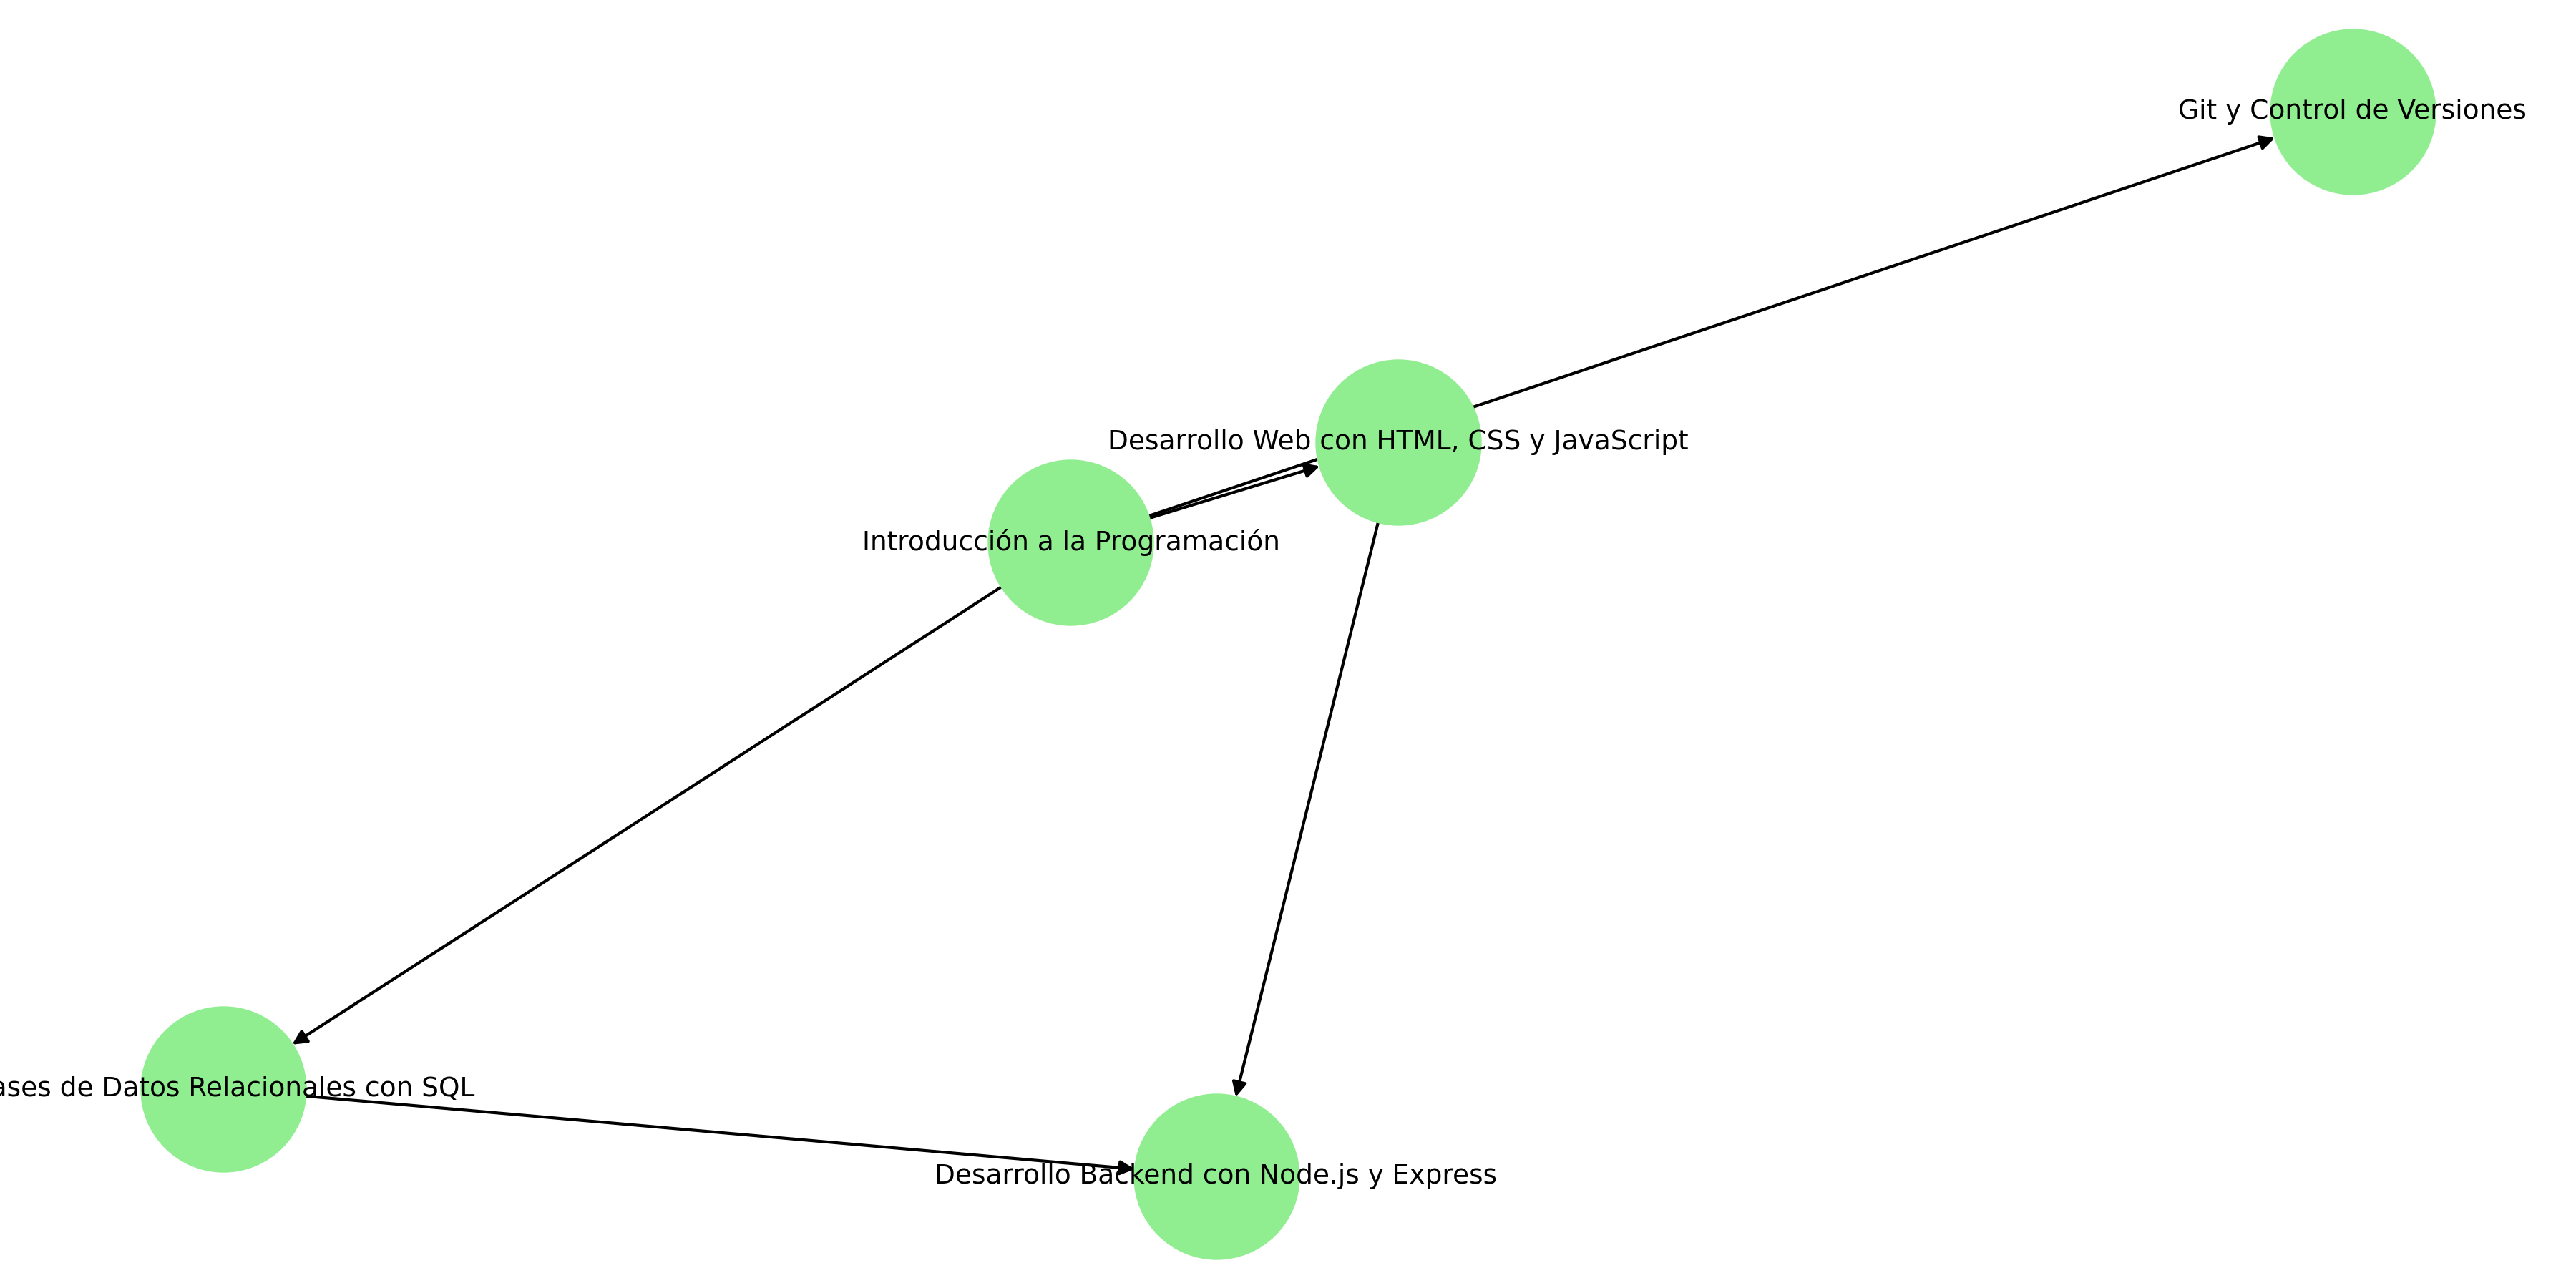 Git y Control de Versiones
Desarrollo Web con HTML, CSS y JavaScript
Introducción a la Programación
de Datos Relacionales con SQL
Desarrollo Backend con Node.js y Express